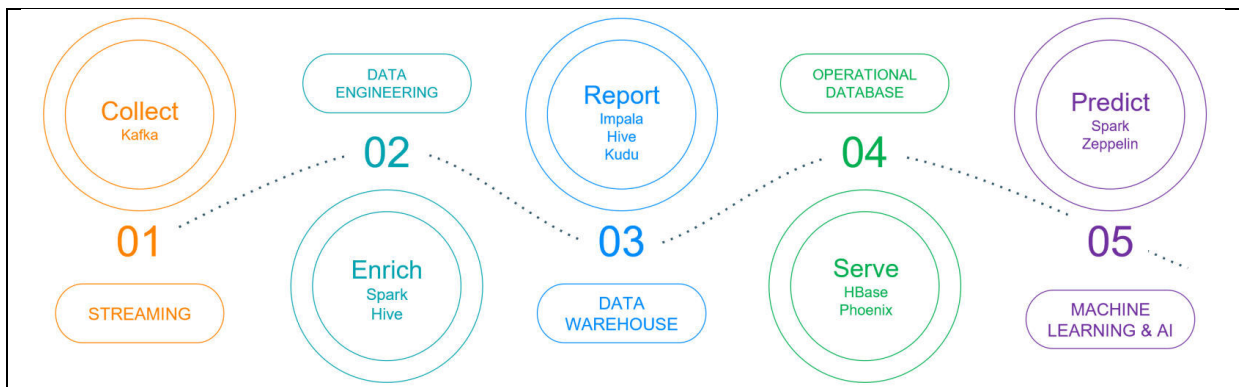 Collect
Kafka
01
STREAMING
DATA
ENGINEERING
02
Enrich
Spark
Hive
Report
Impala
Hive
Kudu
03
DATA
WAREHOUSE
OPERATIONAL
DATABASE
04
Serve
HBase
Phoenix
Predict
Spark
Zeppelin
05
MACHINE
LEARNING & AI